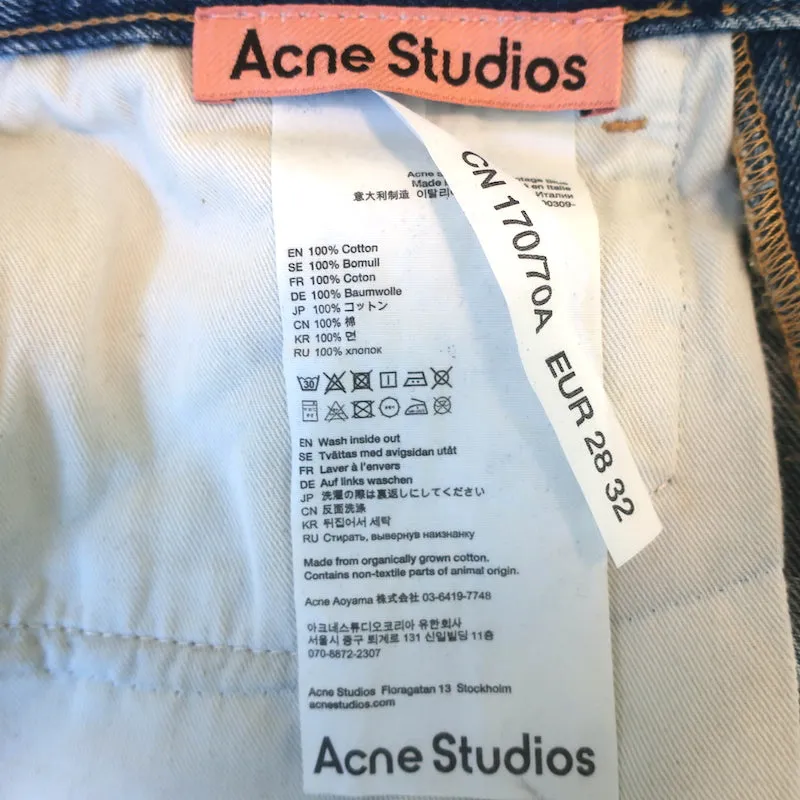 Acne Studios
CN 170/70A EUR 28 32
Acne
Made
en Italie
意大利制造
Италии
00309-
EN 100% Cotton
SE 100% Bomull
FR 100% Coton
DE 100% Baumwolle
JP 100% コットン
CN 100% 棉
KR 100% 면
RU 100% хлопок
30
EN Wash inside out
SE Tvättas med avigsidan utåt
FR Laver à l'envers
DE Auf links waschen
JP 洗濯の際は裏返しにしてください
CN 反面洗涤
KR 뒤집어서 세탁
RU Стирать, вывернув наизнанку
Made from organically grown cotton.
Contains non-textile parts of animal origin.
Acne Aoyama 株式会社 03-6419-7748
아크네스튜디오코리아 유한회사
서울시 중구 퇴계로 131 신일빌딩 11층
070-8872-2307
Acne Studios Floragatan 13 Stockholm
acnestudios.com
Acne Studios